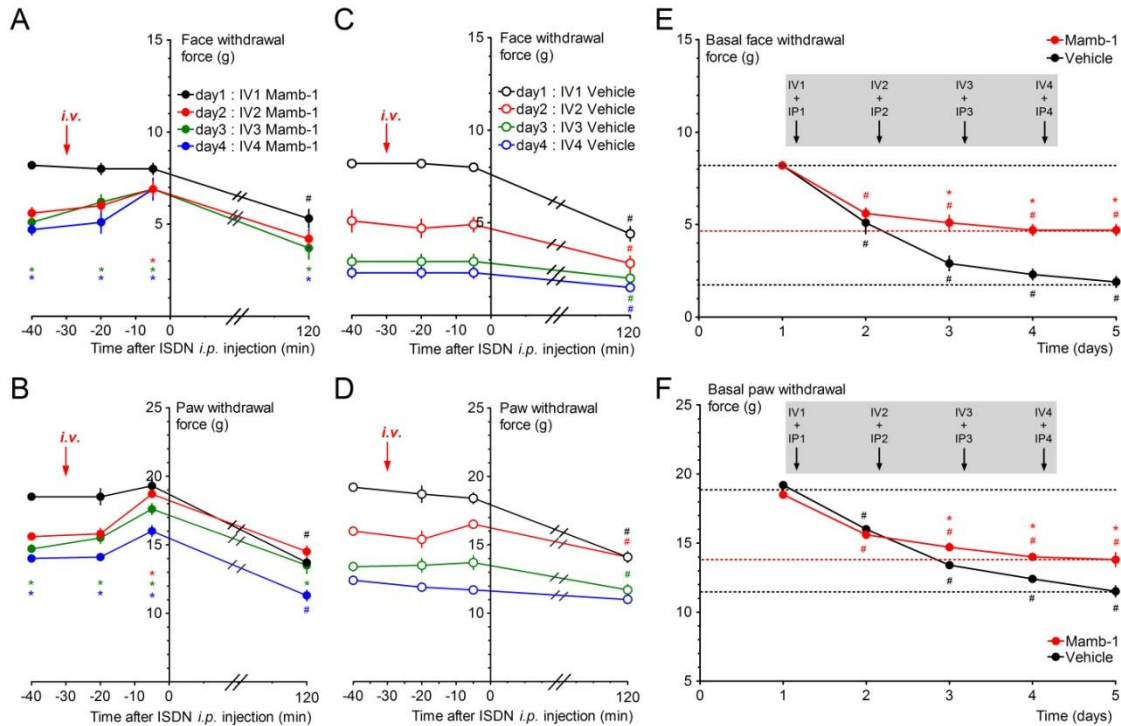 A
Face withdrawal
force (g)
15
10
5
day1 : IV1 Mamb-1
day2 : IV2 Mamb-1
day3 : IV3 Mamb-1
day4 : IV4 Mamb-1
i.v.
#
* * * *
* * * *
-40 -30 -20 -10 0 120
Time after ISDN i.p. injection (min)
C
Face withdrawal
force (g)
15
10
5
day1 : IV1 Vehicle
day2 : IV2 Vehicle
day3 : IV3 Vehicle
day4 : IV4 Vehicle
i.v.
#
#
#
#
-40 -30 -20 -10 0 120
Time after ISDN i.p. injection (min)
E
Basal face withdrawal
force (g)
Mamb-1
Vehicle
IV1 IV2 IV3 IV4
+ + + +
IP1 IP2 IP3 IP4
15
10
5
0
* * *
# # # #
# # # #
0 1 2 3 4 5
Time (days)
B
Paw withdrawal
force (g)
25
20
15
10
i.v.
#
* * * *
* * * *
#
-40 -30 -20 -10 0 120
Time after ISDN i.p. injection (min)
D
Paw withdrawal
force (g)
25
20
15
10
i.v.
#
#
#
-40 -30 -20 -10 0 120
Time after ISDN i.p. injection (min)
F
Basal paw withdrawal
force (g)
IV1 IV2 IV3 IV4
+ + + +
IP1 IP2 IP3 IP4
25
20
15
10
5
* * *
# # # #
# # # #
Mamb-1
Vehicle
0 1 2 3 4 5
Time (days)